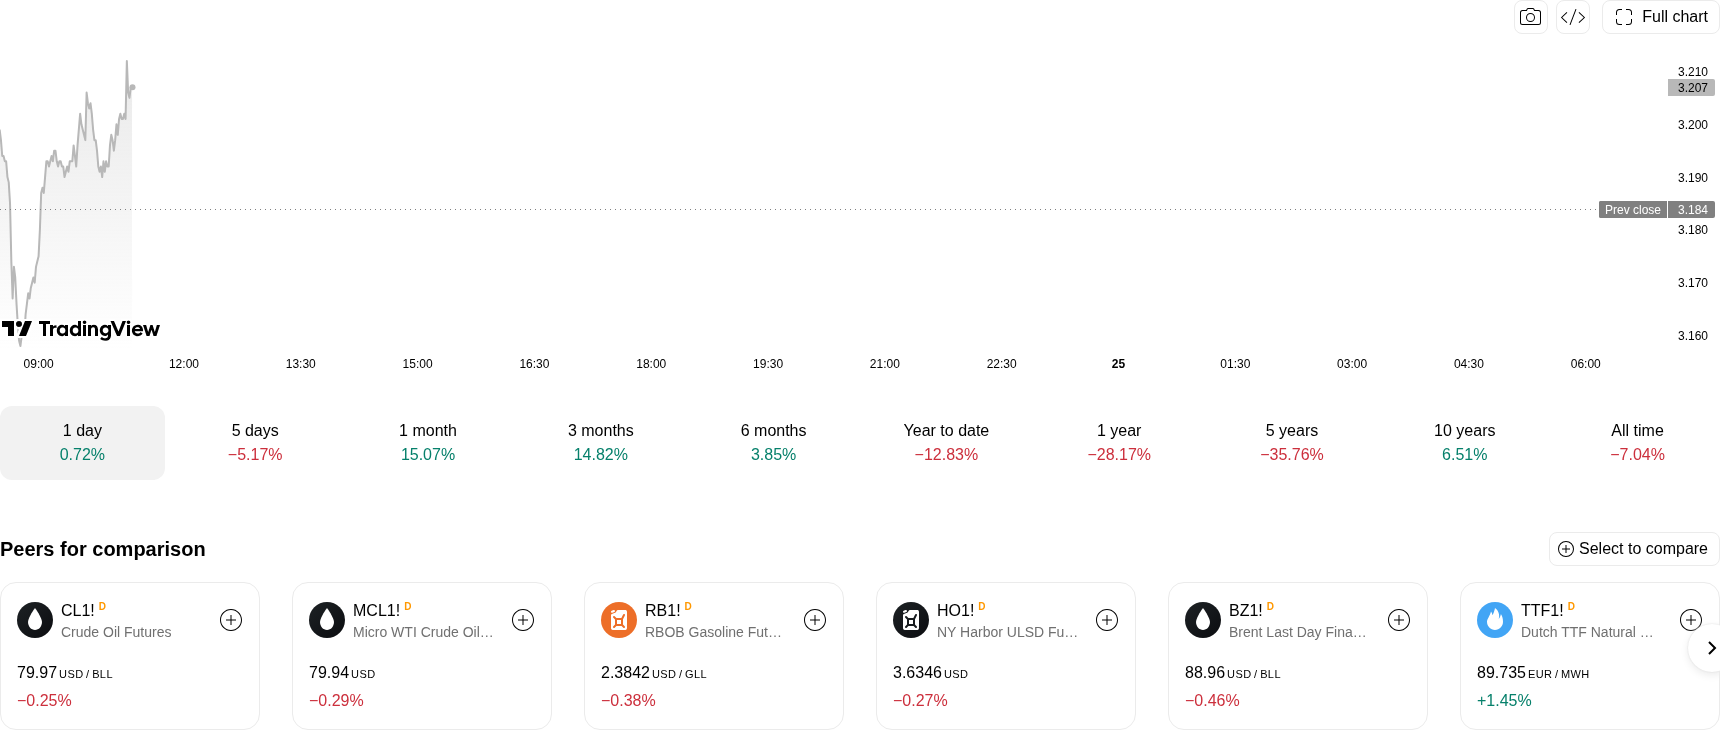 </> Full chart
3.210
3.207
3.200
3.190
Prev close 3.184
3.180
3.170
TradingView
3.160
09:00 12:00 13:30 15:00 16:30 18:00 19:30 21:00 22:30 25 01:30 03:00 04:30 06:00
1 day 5 days 1 month 3 months 6 months Year to date 1 year 5 years 10 years All time
0.72% −5.17% 15.07% 14.82% 3.85% −12.83% −28.17% −35.76% 6.51% −7.04%
Peers for comparison
Select to compare
CL1! D
Crude Oil Futures
79.97 USD / BLL
−0.25%
MCL1! D
Micro WTI Crude Oil…
79.94 USD
−0.29%
RB1! D
RBOB Gasoline Fut…
2.3842 USD / GLL
−0.38%
HO1! D
NY Harbor ULSD Fu…
3.6346 USD
−0.27%
BZ1! D
Brent Last Day Fina…
88.96 USD / BLL
−0.46%
TTF1! D
Dutch TTF Natural …
89.735 EUR / MWH
+1.45%